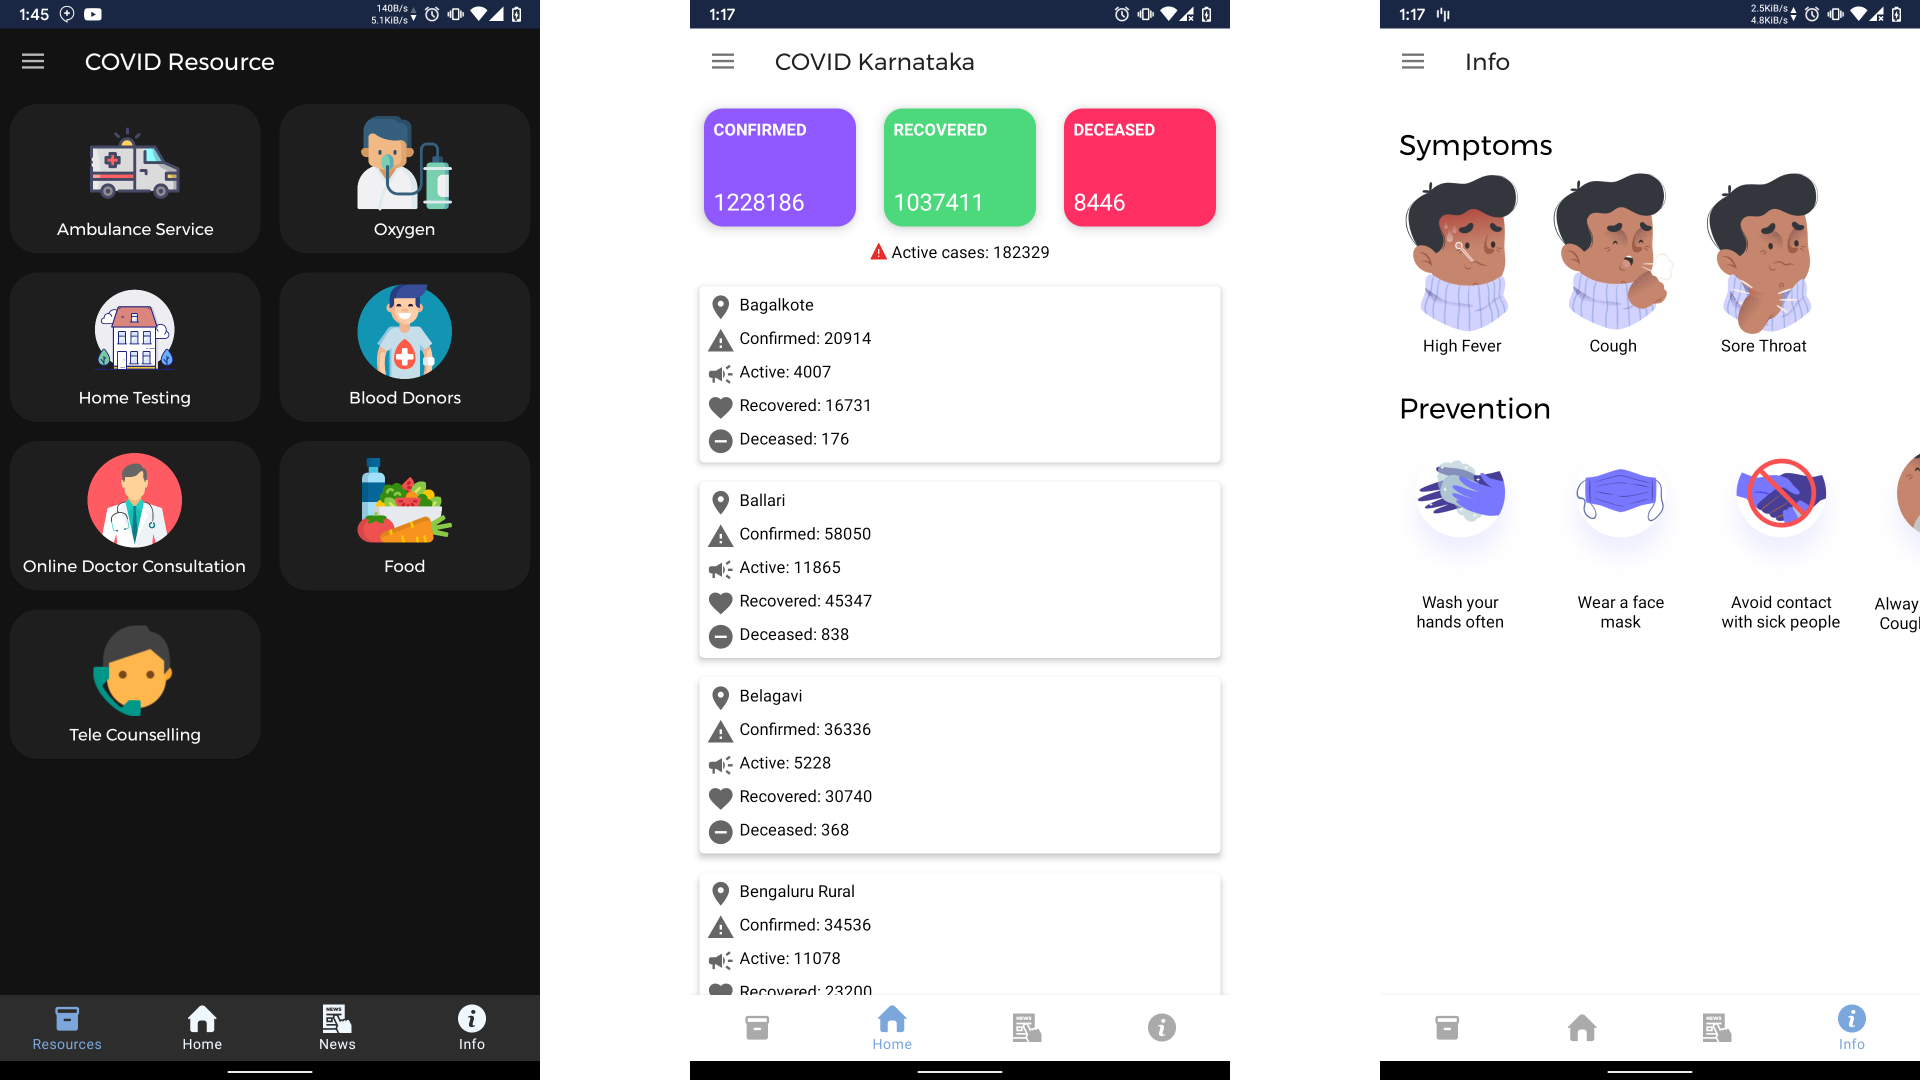 1:45
140B/s
5.1KiB/s
COVID Resource
Ambulance Service
Oxygen
Home Testing
Blood Donors
Online Doctor Consultation
Food
Tele Counselling
Resources
Home
NEWS
News
Info
1:17
COVID Karnataka
CONFIRMED
1228186
RECOVERED
1037411
DECEASED
8446
Active cases: 182329
Bagalkote
Confirmed: 20914
Active: 4007
Recovered: 16731
Deceased: 176
Ballari
Confirmed: 58050
Active: 11865
Recovered: 45347
Deceased: 838
Belagavi
Confirmed: 36336
Active: 5228
Recovered: 30740
Deceased: 368
Bengaluru Rural
Confirmed: 34536
Active: 11078
Recovered: 23200
Home
NEWS
1:17
2.5KiB/s
4.8KiB/s
Info
Symptoms
High Fever
Cough
Sore Throat
Prevention
Wash your
hands often
Wear a face
mask
Avoid contact
with sick people
Alway
Cough
NEWS
Info